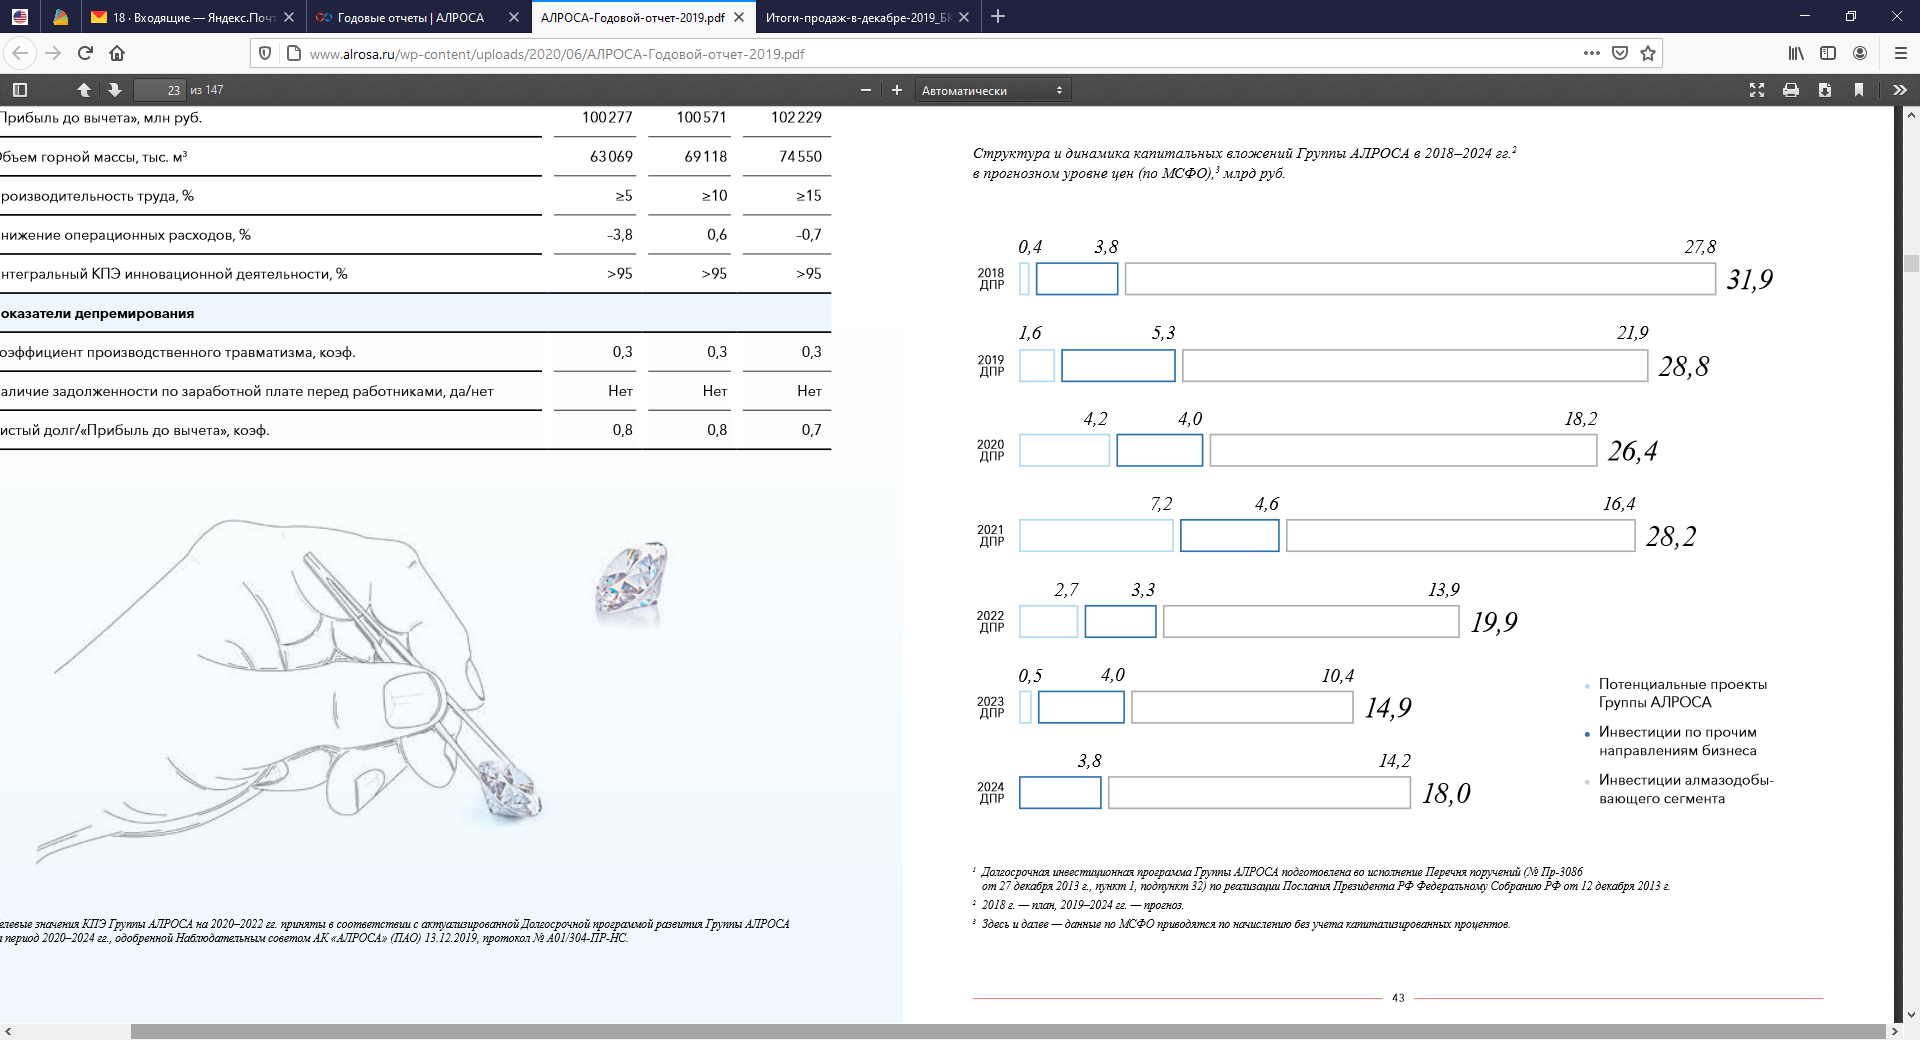 18 · Входящие — Яндекс.Почт
Годовые отчеты | АЛРОСА
АЛРОСА-Годовой-отчет-2019.pdf
Итоги-продаж-в-декабре-2019_БК
www.alrosa.ru/wp-content/uploads/2020/06/АЛРОСА-Годовой-отчет-2019.pdf
23 из 147
Автоматически
Прибыль до вычета», млн руб. 100 277 100 571 102 229
Объем горной массы, тыс. м³ 63 069 69 118 74 550
роизводительность труда, % ≥5 ≥10 ≥15
нижение операционных расходов, % –3,8 0,6 –0,7
нтегральный КПЭ инновационной деятельности, % >95 >95 >95
оказатели депремирования
оэффициент производственного травматизма, коэф. 0,3 0,3 0,3
аличие задолженности по заработной плате перед работниками, да/нет Нет Нет Нет
истый долг/«Прибыль до вычета», коэф. 0,8 0,8 0,7
елевые значения КПЭ Группы АЛРОСА на 2020–2022 гг. приняты в соответствии с актуализированной Долгосрочной программой развития Группы АЛРОСА
а период 2020–2024 гг., одобренной Наблюдательным советом АК «АЛРОСА» (ПАО) 13.12.2019, протокол № А01/304-ПР-НС.
Структура и динамика капитальных вложений Группы АЛРОСА в 2018–2024 гг.²
в прогнозном уровне цен (по МСФО),³ млрд руб.
0,4 3,8 27,8
2018
ДПР
31,9
1,6 5,3 21,9
2019
ДПР
28,8
4,2 4,0 18,2
2020
ДПР
26,4
7,2 4,6 16,4
2021
ДПР
28,2
2,7 3,3 13,9
2022
ДПР
19,9
0,5 4,0 10,4
2023
ДПР
14,9
3,8 14,2
2024
ДПР
18,0
Потенциальные проекты
Группы АЛРОСА
Инвестиции по прочим
направлениям бизнеса
Инвестиции алмазодобы-
вающего сегмента
¹ Долгосрочная инвестиционная программа Группы АЛРОСА подготовлена во исполнение Перечня поручений (№ Пр-3086
от 27 декабря 2013 г., пункт 1, подпункт 32) по реализации Послания Президента РФ Федеральному Собранию РФ от 12 декабря 2013 г.
² 2018 г. — план, 2019–2024 гг. — прогноз.
³ Здесь и далее — данные по МСФО приводятся по начислению без учета капитализированных процентов.
43